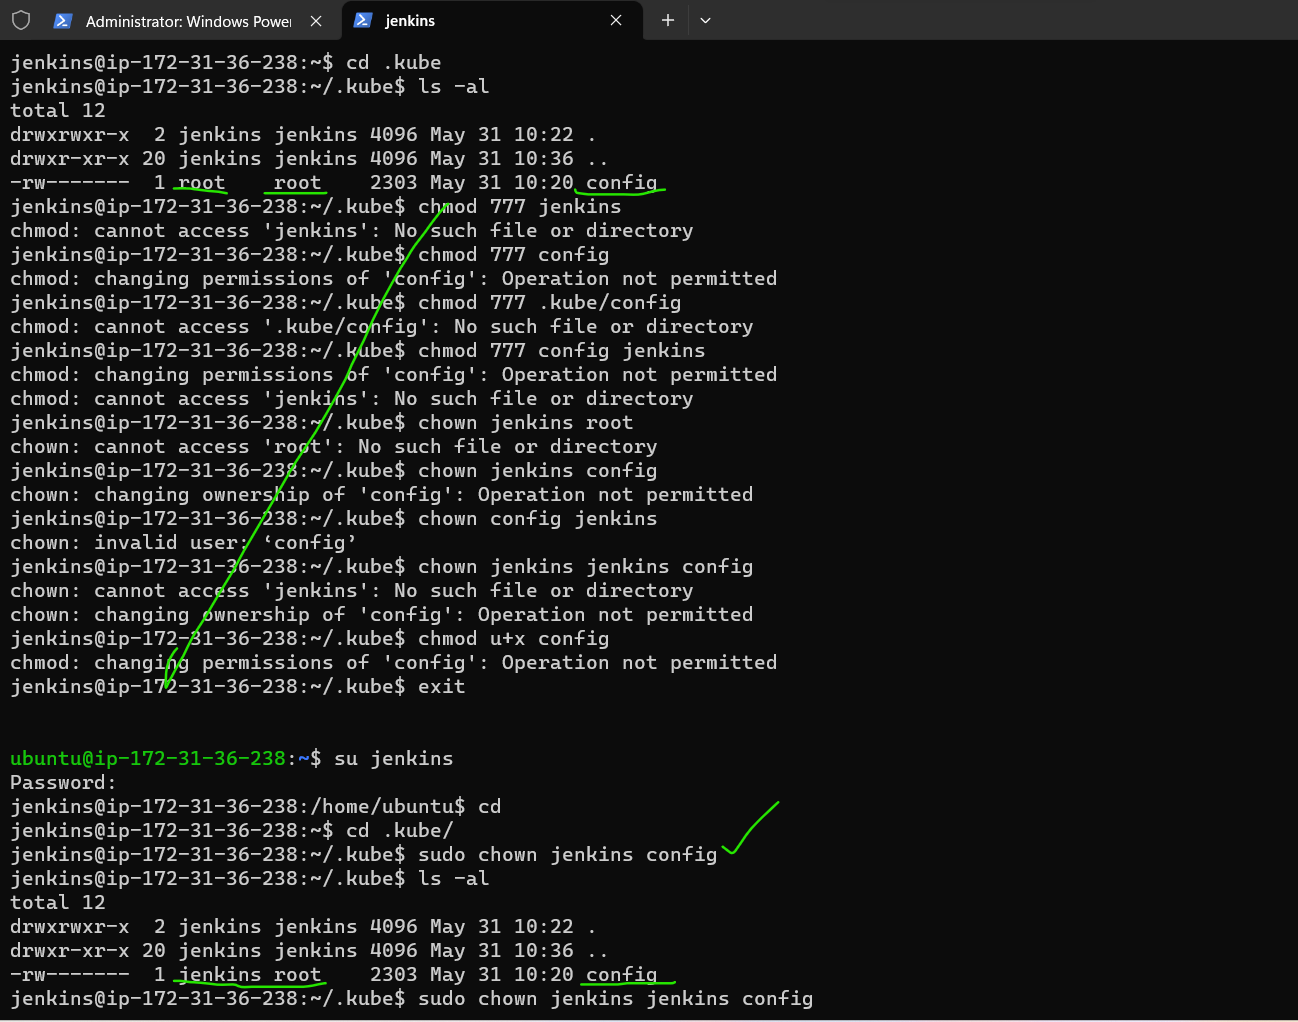 Administrator: Windows Power
jenkins
jenkins@ip-172-31-36-238:~$ cd .kube
jenkins@ip-172-31-36-238:~/.kube$ ls -al
total 12
drwxrwxr-x  2 jenkins jenkins 4096 May 31 10:22 .
drwxr-xr-x 20 jenkins jenkins 4096 May 31 10:36 ..
-rw-------  1 root    root    2303 May 31 10:20 config
jenkins@ip-172-31-36-238:~/.kube$ chmod 777 jenkins
chmod: cannot access 'jenkins': No such file or directory
jenkins@ip-172-31-36-238:~/.kube$ chmod 777 config
chmod: changing permissions of 'config': Operation not permitted
jenkins@ip-172-31-36-238:~/.kube$ chmod 777 .kube/config
chmod: cannot access '.kube/config': No such file or directory
jenkins@ip-172-31-36-238:~/.kube$ chmod 777 config jenkins
chmod: changing permissions of 'config': Operation not permitted
chmod: cannot access 'jenkins': No such file or directory
jenkins@ip-172-31-36-238:~/.kube$ chown jenkins root
chown: cannot access 'root': No such file or directory
jenkins@ip-172-31-36-238:~/.kube$ chown jenkins config
chown: changing ownership of 'config': Operation not permitted
jenkins@ip-172-31-36-238:~/.kube$ chown config jenkins
chown: invalid user: ‘config’
jenkins@ip-172-31-36-238:~/.kube$ chown jenkins jenkins config
chown: cannot access 'jenkins': No such file or directory
chown: changing ownership of 'config': Operation not permitted
jenkins@ip-172-31-36-238:~/.kube$ chmod u+x config
chmod: changing permissions of 'config': Operation not permitted
jenkins@ip-172-31-36-238:~/.kube$ exit
ubuntu@ip-172-31-36-238:~$ su jenkins
Password:
jenkins@ip-172-31-36-238:/home/ubuntu$ cd
jenkins@ip-172-31-36-238:~$ cd .kube/
jenkins@ip-172-31-36-238:~/.kube$ sudo chown jenkins config
jenkins@ip-172-31-36-238:~/.kube$ ls -al
total 12
drwxrwxr-x  2 jenkins jenkins 4096 May 31 10:22 .
drwxr-xr-x 20 jenkins jenkins 4096 May 31 10:36 ..
-rw-------  1 jenkins root    2303 May 31 10:20 config
jenkins@ip-172-31-36-238:~/.kube$ sudo chown jenkins jenkins config